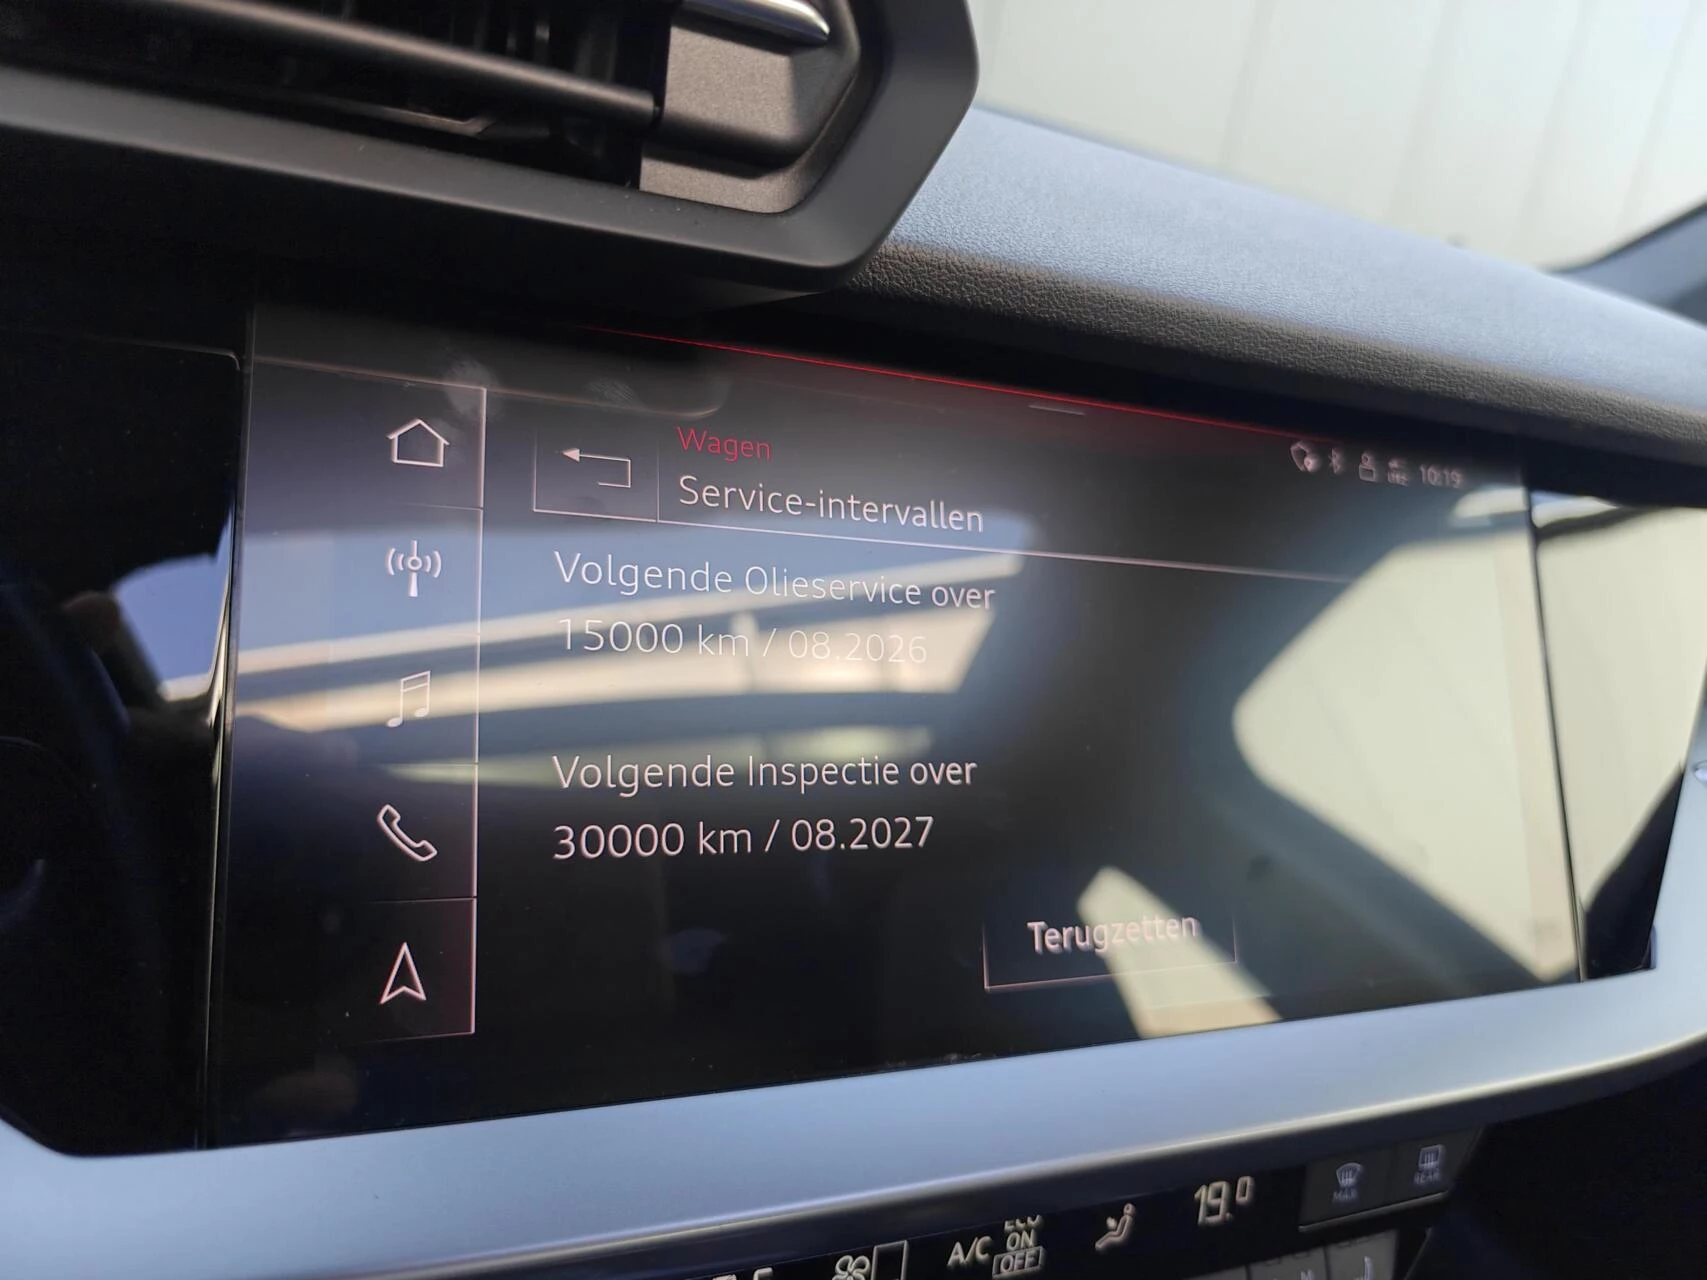 Wagen
Service-intervallen
10:19
Volgende Olieservice over
15000 km / 08.2026
Volgende Inspectie over
30000 km / 08.2027
Terugzetten
19.0
MAX
REAR
A/C
ECO
ON
OFF